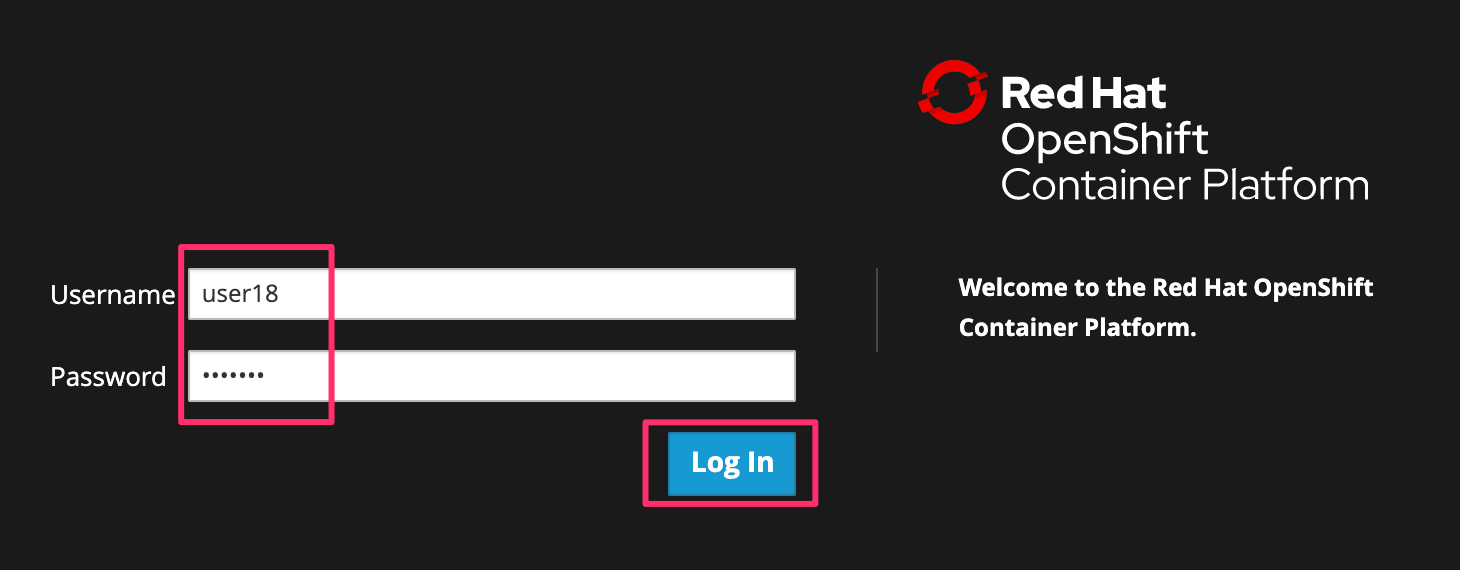 Red Hat
OpenShift
Container Platform
Username
user18
Password
•••••••
Log In
Welcome to the Red Hat OpenShift
Container Platform.